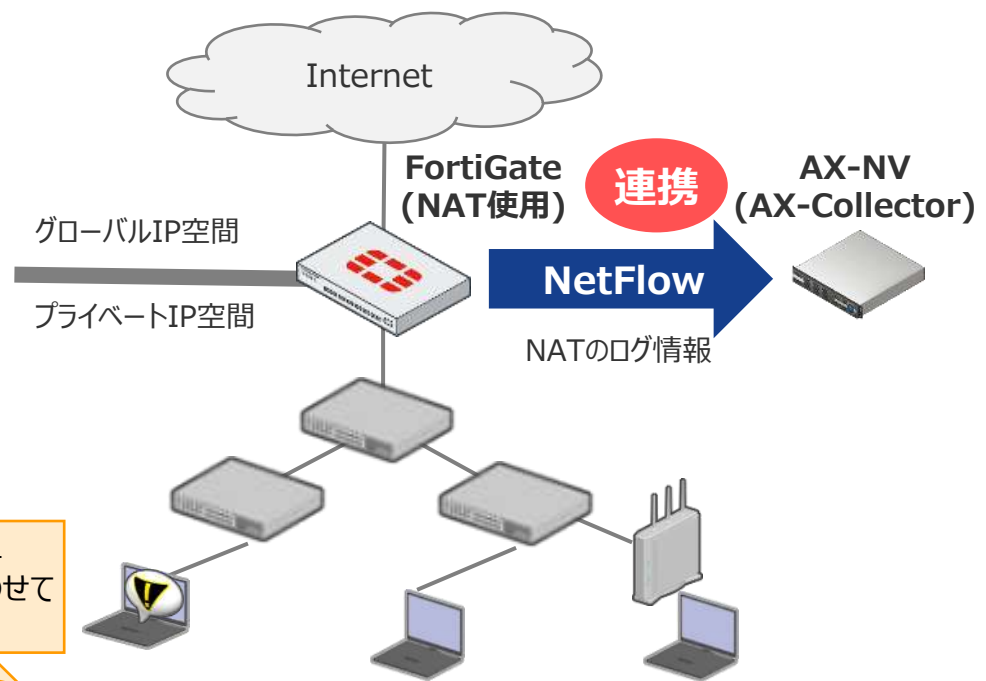 Internet
FortiGate
(NAT使用)
連携
AX-NV
(AX-Collector)
グローバルIP空間
プライベートIP空間
NetFlow
NATのログ情報
せて